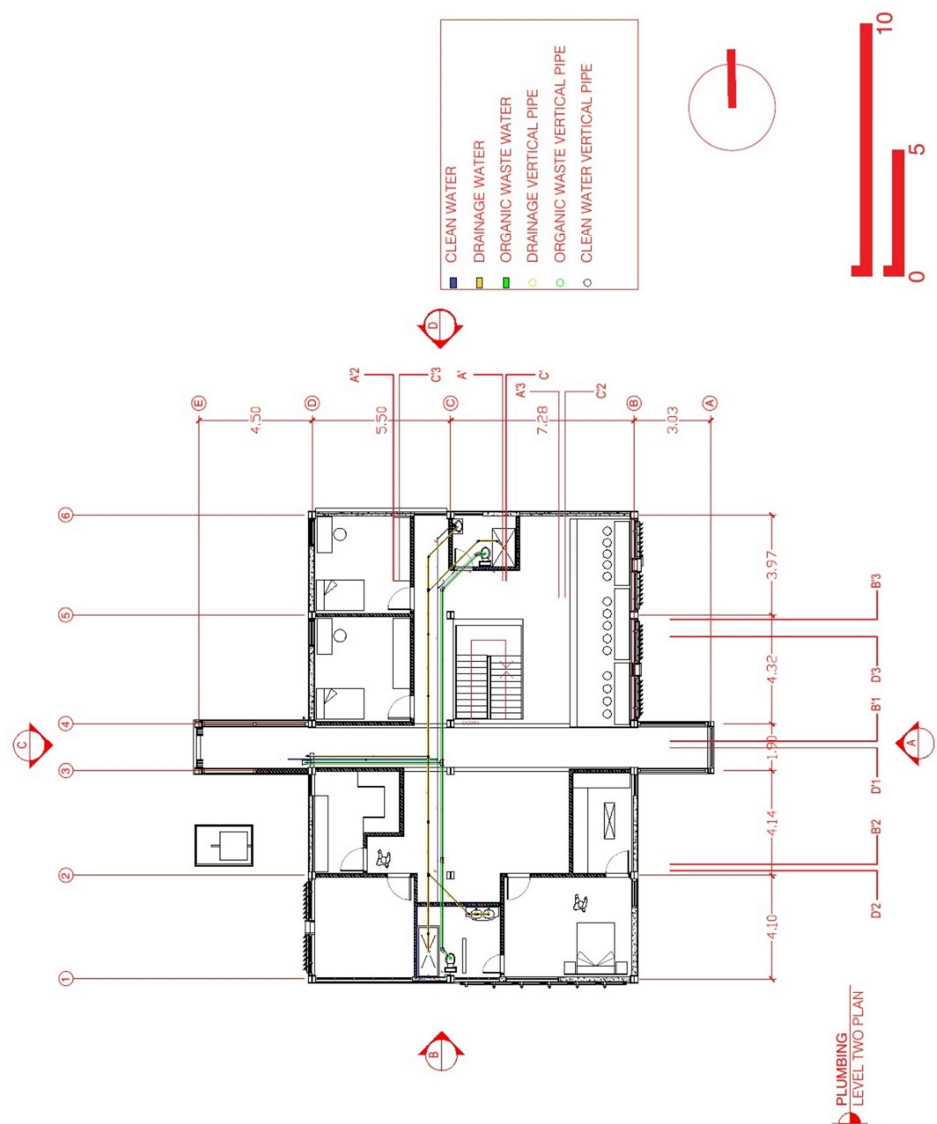 CLEAN WATER
DRAINAGE WATER
ORGANIC WASTE WATER
DRAINAGE VERTICAL PIPE
ORGANIC WASTE VERTICAL PIPE
CLEAN WATER VERTICAL PIPE
0
5
10
D
A'2
C'3
A'
C'
A'3
C'2
E
D
C
B
A
4.50
5.50
7.28
3.03
6
5
4
3
2
1
3.97
4.32
1.90
4.14
4.10
B'3
D'3
B'1
D'1
B'2
D'2
C
A
B
PLUMBING
LEVEL TWO PLAN